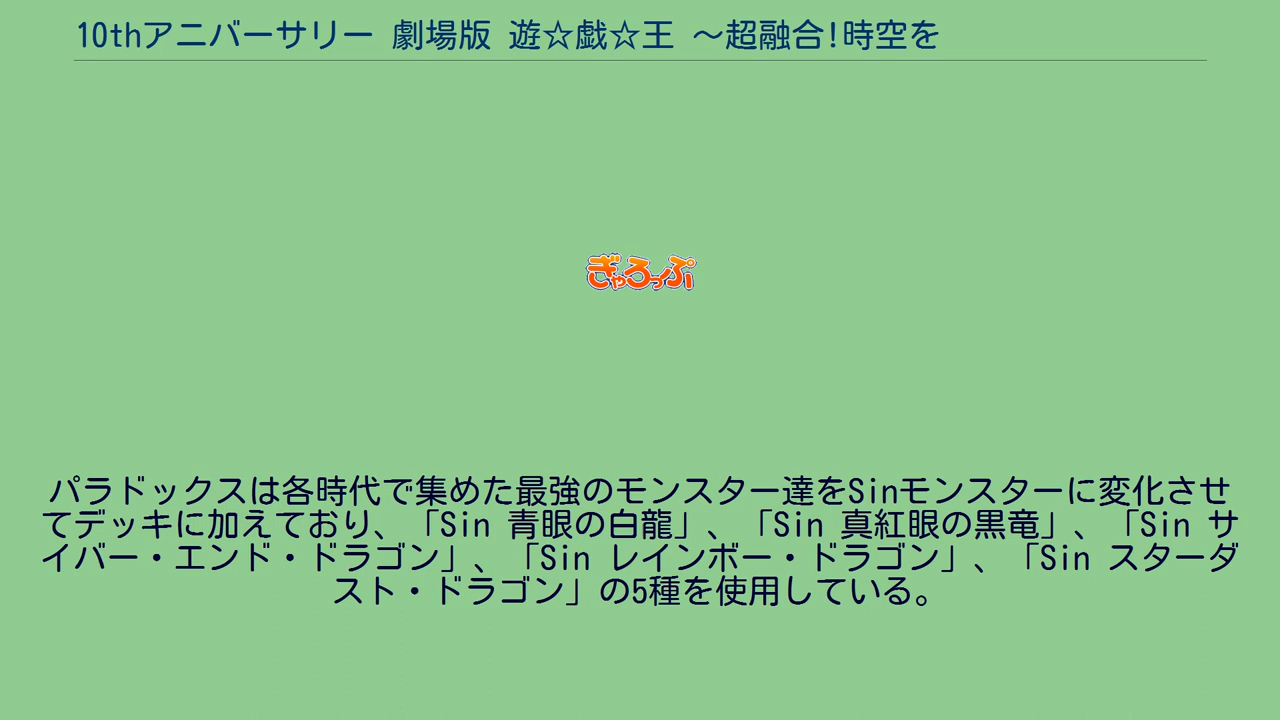 10thアニバーサリー 劇場版 遊☆戯☆王 ～超融合!時空を
ぎゃろっぷ
パラドックスは各時代で集めた最強のモンスター達をSinモンスターに変化させ
てデッキに加えており、「Sin 青眼の白龍」、「Sin 真紅眼の黒竜」、「Sin サ
イバー・エンド・ドラゴン」、「Sin レインボー・ドラゴン」、「Sin スターダ
スト・ドラゴン」の5種を使用している。